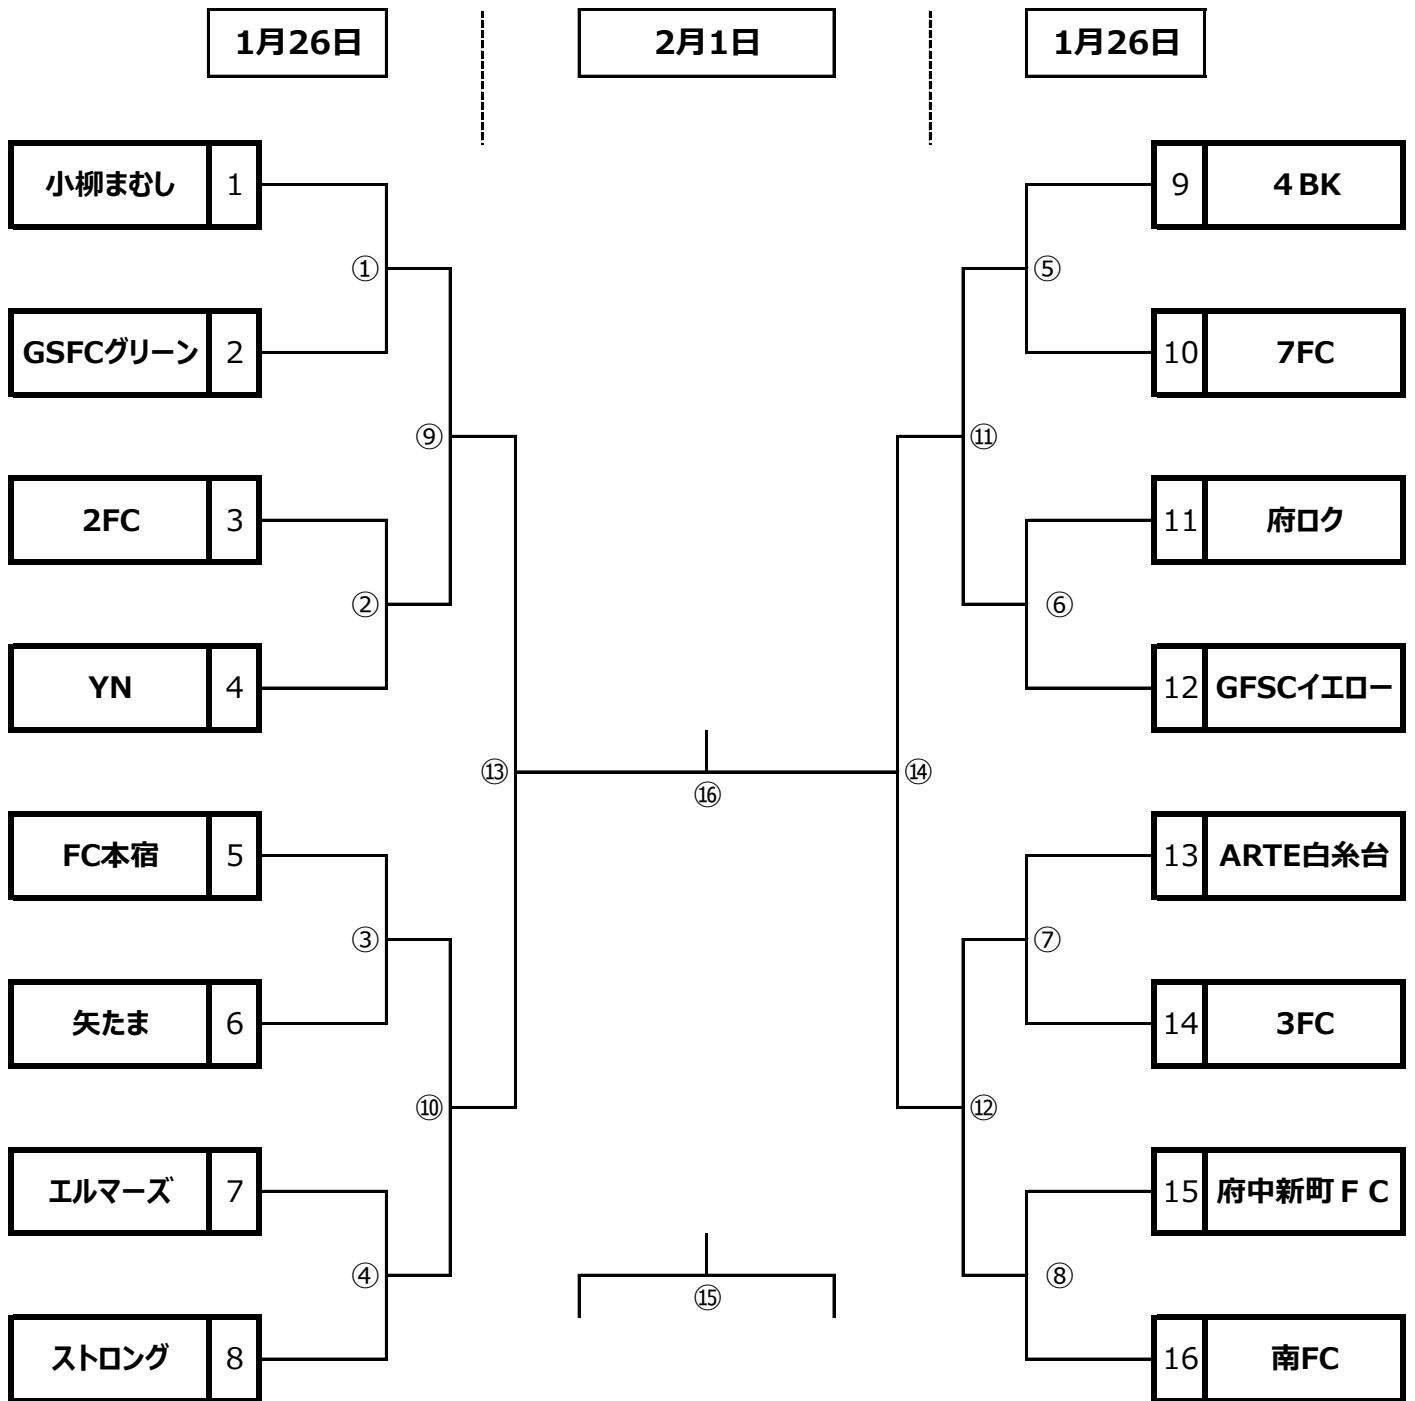 1月26日 2月1日 1月26日
小柳まむし 1 9 4 BK
① ⑤
GSFCグリーン 2 10 7FC
⑨ ⑪
2FC 3 11 府ロク
② ⑥
YN 4 12 GFSCイエロー
⑬ ⑭
⑯
FC本宿 5 13 ARTE白糸台
③ ⑦
矢たま 6 14 3FC
⑩ ⑫
エルマーズ 7 15 府中新町ＦＣ
④ ⑧
⑮
ストロング 8 16 南FC